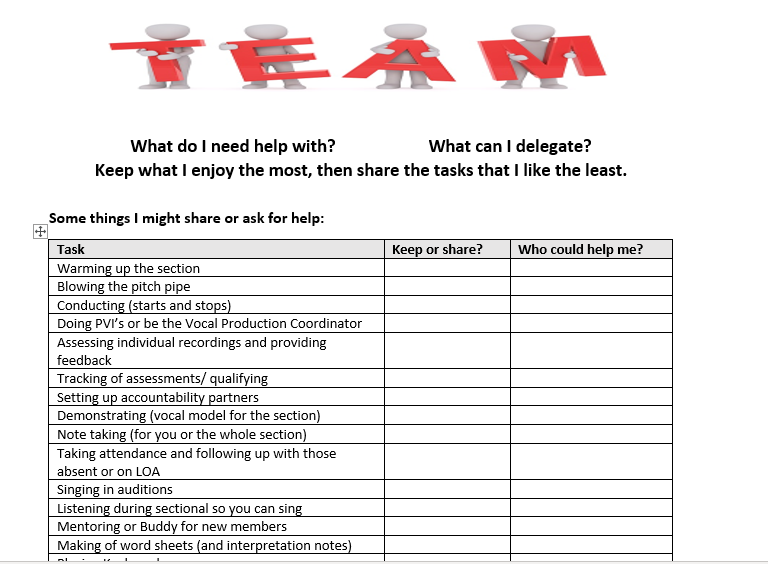 TEAM
What do I need help with? What can I delegate?
Keep what I enjoy the most, then share the tasks that I like the least.
Some things I might share or ask for help:
Task Keep or share? Who could help me?
Warming up the section
Blowing the pitch pipe
Conducting (starts and stops)
Doing PVI's or be the Vocal Production Coordinator
Assessing individual recordings and providing
feedback
Tracking of assessments/ qualifying
Setting up accountability partners
Demonstrating (vocal model for the section)
Note taking (for you or the whole section)
Taking attendance and following up with those
absent or on LOA
Singing in auditions
Listening during sectional so you can sing
Mentoring or Buddy for new members
Making of word sheets (and interpretation notes)